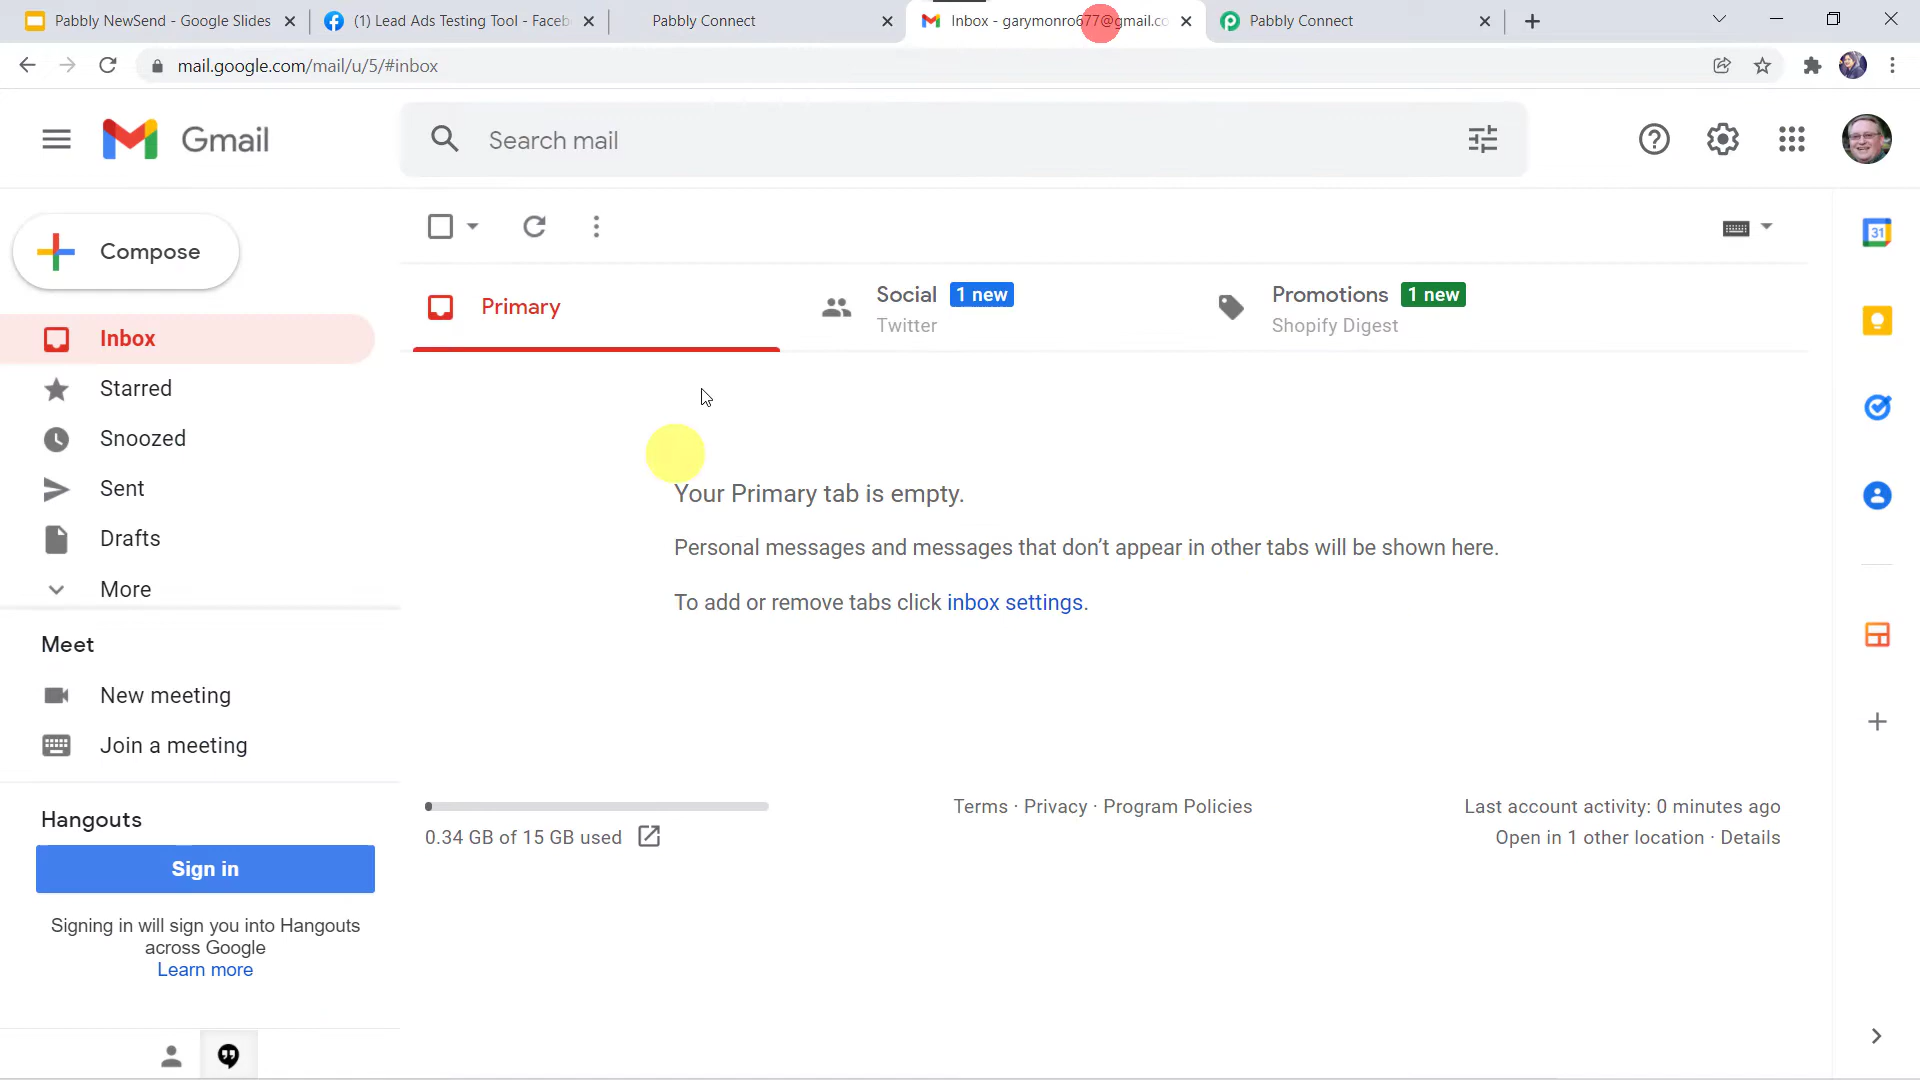 Pabbly NewSend - Google Slides
(1) Lead Ads Testing Tool - Faceb
Pabbly Connect
Inbox - garymonro677@gmail.co
Pabbly Connect
mail.google.com/mail/u/5/#inbox
Gmail
Search mail
Compose
Inbox
Starred
Snoozed
Sent
Drafts
More
Meet
New meeting
Join a meeting
Hangouts
Sign in
Signing in will sign you into Hangouts
across Google
Learn more
Primary
Social 1 new
Twitter
Promotions 1 new
Shopify Digest
31
Your Primary tab is empty.
Personal messages and messages that don’t appear in other tabs will be shown here.
To add or remove tabs click inbox settings.
0.34 GB of 15 GB used
Terms · Privacy · Program Policies
Last account activity: 0 minutes ago
Open in 1 other location · Details